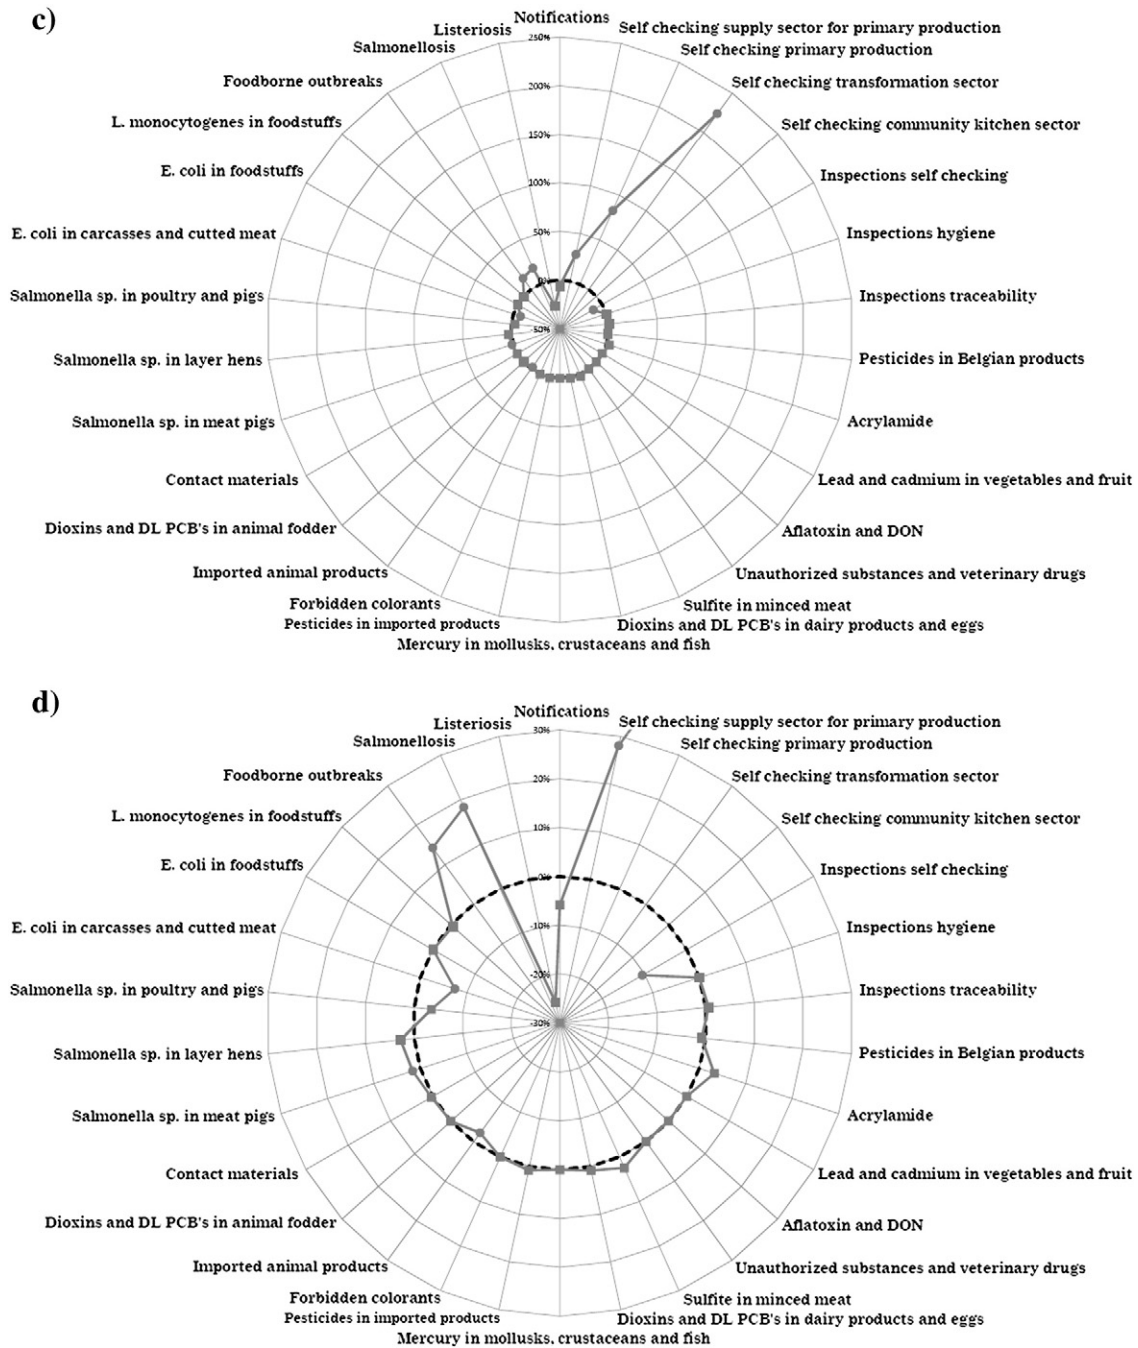 c)
Notifications
Self checking supply sector for primary production
Self checking primary production
Self checking transformation sector
Self checking community kitchen sector
Inspections self checking
Inspections hygiene
Inspections traceability
Pesticides in Belgian products
Acrylamide
Lead and cadmium in vegetables and fruit
Aflatoxin and DON
Unauthorized substances and veterinary drugs
Sulfite in minced meat
Dioxins and DL PCB's in dairy products and eggs
Mercury in mollusks, crustaceans and fish
Pesticides in imported products
Forbidden colorants
Imported animal products
Dioxins and DL PCB's in animal fodder
Contact materials
Salmonella sp. in meat pigs
Salmonella sp. in layer hens
Salmonella sp. in poultry and pigs
E. coli in carcasses and cutted meat
E. coli in foodstuffs
L. monocytogenes in foodstuffs
Foodborne outbreaks
Salmonellosis
Listeriosis
250%
200%
150%
100%
50%
0%
-50%
d)
Notifications
Self checking supply sector for primary production
Self checking primary production
Self checking transformation sector
Self checking community kitchen sector
Inspections self checking
Inspections hygiene
Inspections traceability
Pesticides in Belgian products
Acrylamide
Lead and cadmium in vegetables and fruit
Aflatoxin and DON
Unauthorized substances and veterinary drugs
Sulfite in minced meat
Dioxins and DL PCB's in dairy products and eggs
Mercury in mollusks, crustaceans and fish
Pesticides in imported products
Forbidden colorants
Imported animal products
Dioxins and DL PCB's in animal fodder
Contact materials
Salmonella sp. in meat pigs
Salmonella sp. in layer hens
Salmonella sp. in poultry and pigs
E. coli in carcasses and cutted meat
E. coli in foodstuffs
L. monocytogenes in foodstuffs
Foodborne outbreaks
Salmonellosis
Listeriosis
30%
20%
10%
0%
-10%
-20%
-30%